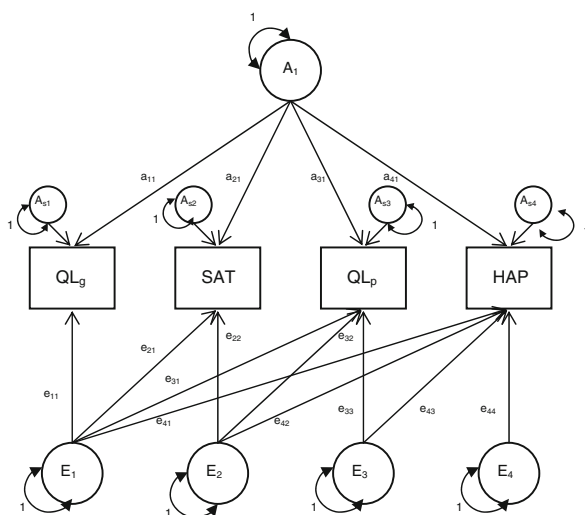 1
A1
a11
a21
a31
a41
As1
As2
As3
As4
1
1
1
QLg
SAT
QLp
HAP
e21
e22
e32
e31
e11
e41
e42
e33
e43
e44
E1
E2
E3
E4
1
1
1
1